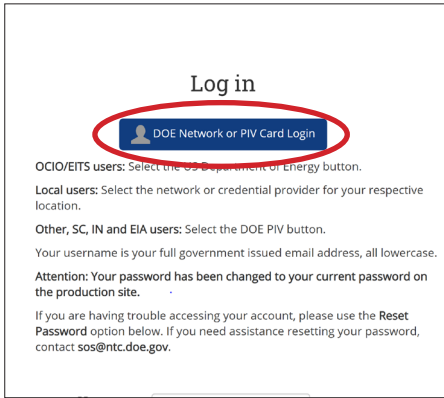 Log in
DOE Network or PIV Card Login
OCIO/EITS users: Select the US Department of Energy button.
Local users: Select the network or credential provider for your respective
location.
Other, SC, IN and EIA users: Select the DOE PIV button.
Your username is your full government issued email address, all lowercase.
Attention: Your password has been changed to your current password on
the production site.
If you are having trouble accessing your account, please use the Reset
Password option below. If you need assistance resetting your password,
contact sos@ntc.doe.gov.